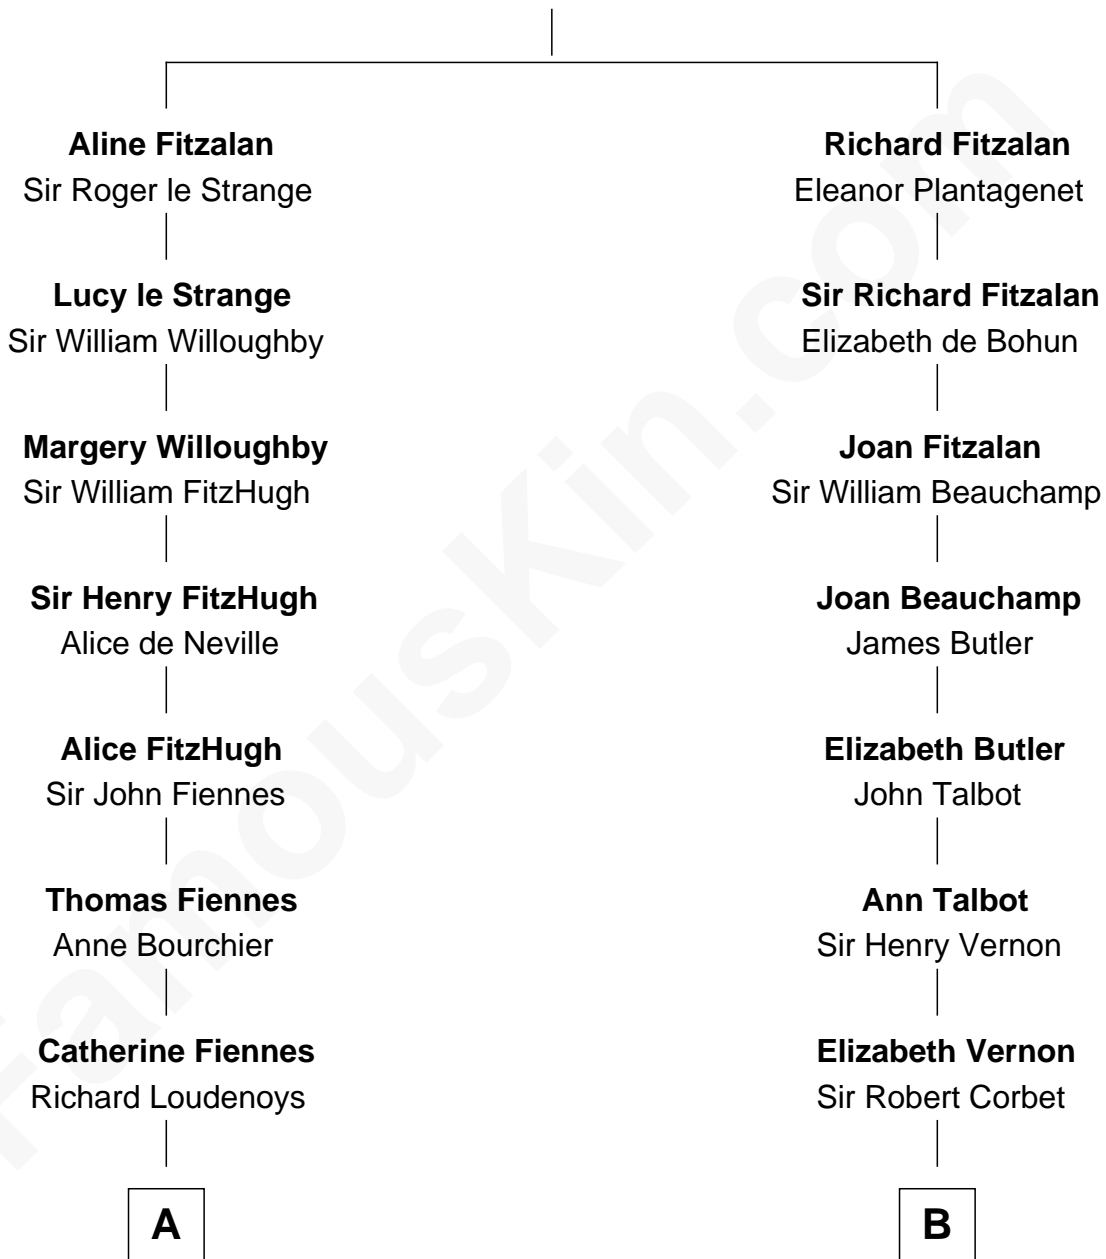 Aline Fitzalan
Sir Roger le Strange
Lucy le Strange
Sir William Willoughby
Margery Willoughby
Sir William FitzHugh
Sir Henry FitzHugh
Alice de Neville
Alice FitzHugh
Sir John Fiennes
Thomas Fiennes
Anne Bourchier
Catherine Fiennes
Richard Loudenoys
A
Richard Fitzalan
Eleanor Plantagenet
Sir Richard Fitzalan
Elizabeth de Bohun
Joan Fitzalan
Sir William Beauchamp
Joan Beauchamp
James Butler
Elizabeth Butler
John Talbot
Ann Talbot
Sir Henry Vernon
Elizabeth Vernon
Sir Robert Corbet
B
FamousKin.com